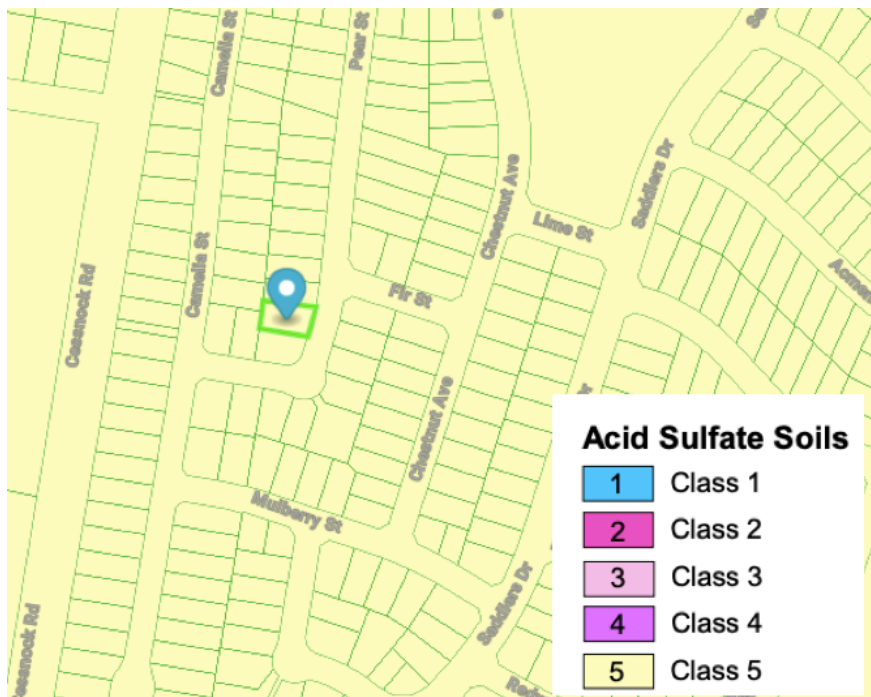 Camelia St
Pear St
Chestnut Ave
Lime St
Saddlers Dr
Camelia St
Fir St
Cessnock Rd
Chestnut Ave
Mulberry St
Saddlers Dr
Acid Sulfate Soils
1 Class 1
2 Class 2
3 Class 3
4 Class 4
5 Class 5